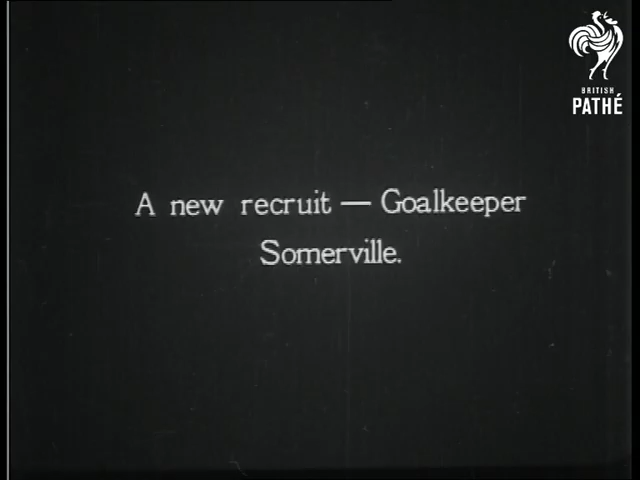 BRITISH
PATHÉ
A new recruit — Goalkeeper
Somerville.